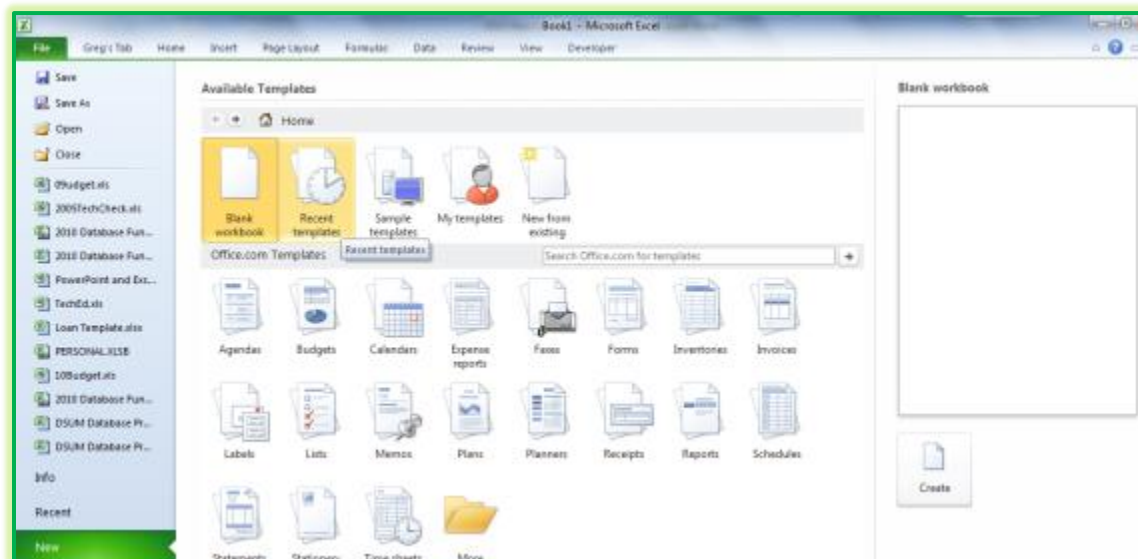 Book1 - Microsoft Excel
File Greg's Tab Home Insert Page Layout Formulas Data Review View Developer
Save
Save As
Open
Close
09budget.xls
2005TechCheck.xls
2010 Database Fun...
2010 Database Fun...
PowerPoint and Exc...
TechEd.xls
Loan Template.xlsx
PERSONAL.XLSB
10Budget.xls
2010 Database Fun...
DSUM Database Pr...
DSUM Database Pr...
Info
Recent
New
Available Templates
Home
Blank workbook
Recent templates
Sample templates
My templates
New from existing
Recent templates
Office.com Templates
Search Office.com for templates
Agendas Budgets Calendars Expense reports Faxes Forms Inventories Invoices
Labels Lists Memos Plans Planners Receipts Reports Schedules
Statements Stationery Time sheets More
Blank workbook
Create